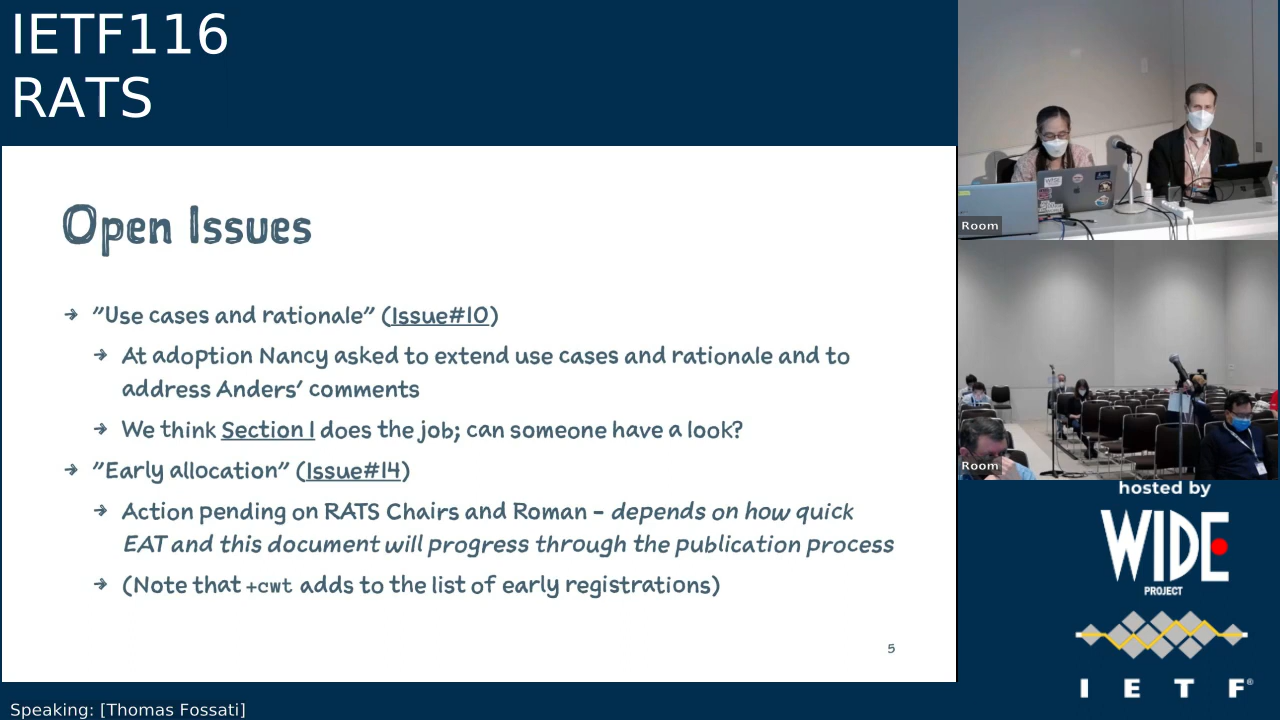 IETF116
RATS
Open Issues
→ ”Use cases and rationale” (Issue#10)
→ At adoption Nancy asked to extend use cases and rationale and to
address Anders’ comments
→ We think Section 1 does the job; can someone have a look?
→ ”Early allocation” (Issue#14)
→ Action pending on RATS Chairs and Roman – depends on how quick
EAT and this document will progress through the publication process
→ (Note that +cwt adds to the list of early registrations)
5
Speaking: [Thomas Fossati]
Room
Room
hosted by
WIDE
PROJECT
I E T F®